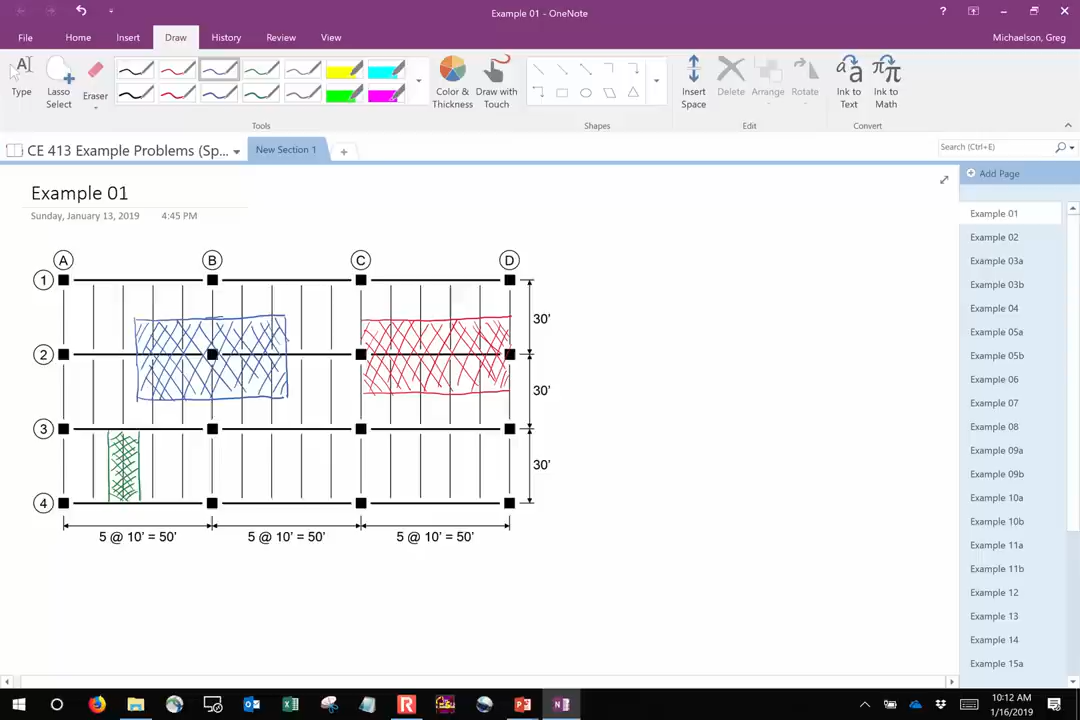 Example 01 - OneNote
?
File
Home
Insert
Draw
History
Review
View
Michaelson, Greg
A
Type
Lasso
Select
Eraser
Color &
Thickness
Draw with
Touch
Insert
Space
Delete
Arrange
Rotate
Ink to
Text
Ink to
Math
Tools
Shapes
Edit
Convert
CE 413 Example Problems (Sp...
New Section 1
Search (Ctrl+E)
Add Page
Example 01
Sunday, January 13, 2019 4:45 PM
A B C D
1
2
3
4
30'
30'
30'
5 @ 10' = 50' 5 @ 10' = 50' 5 @ 10' = 50'
Example 01
Example 02
Example 03a
Example 03b
Example 04
Example 05a
Example 05b
Example 06
Example 07
Example 08
Example 09a
Example 09b
Example 10a
Example 10b
Example 11a
Example 11b
Example 12
Example 13
Example 14
Example 15a
10:12 AM
1/16/2019